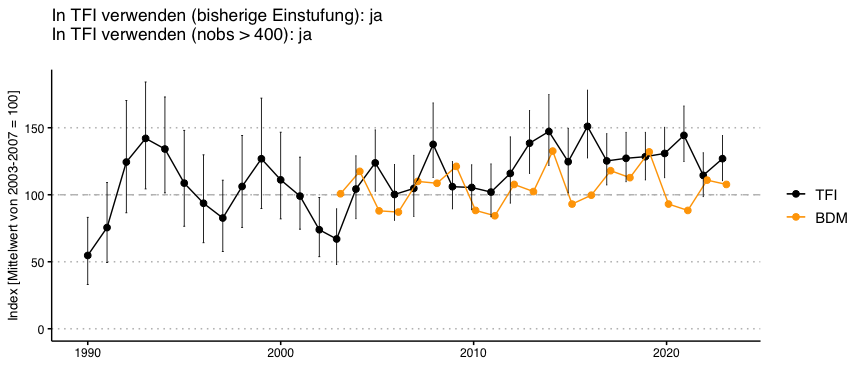 In TFI verwenden (bisherige Einstufung): ja
In TFI verwenden (nobs > 400): ja
Index [Mittelwert von 2003-2007 = 100]
150
100
50
0
1990
2000
2010
2020
TFI
BDM